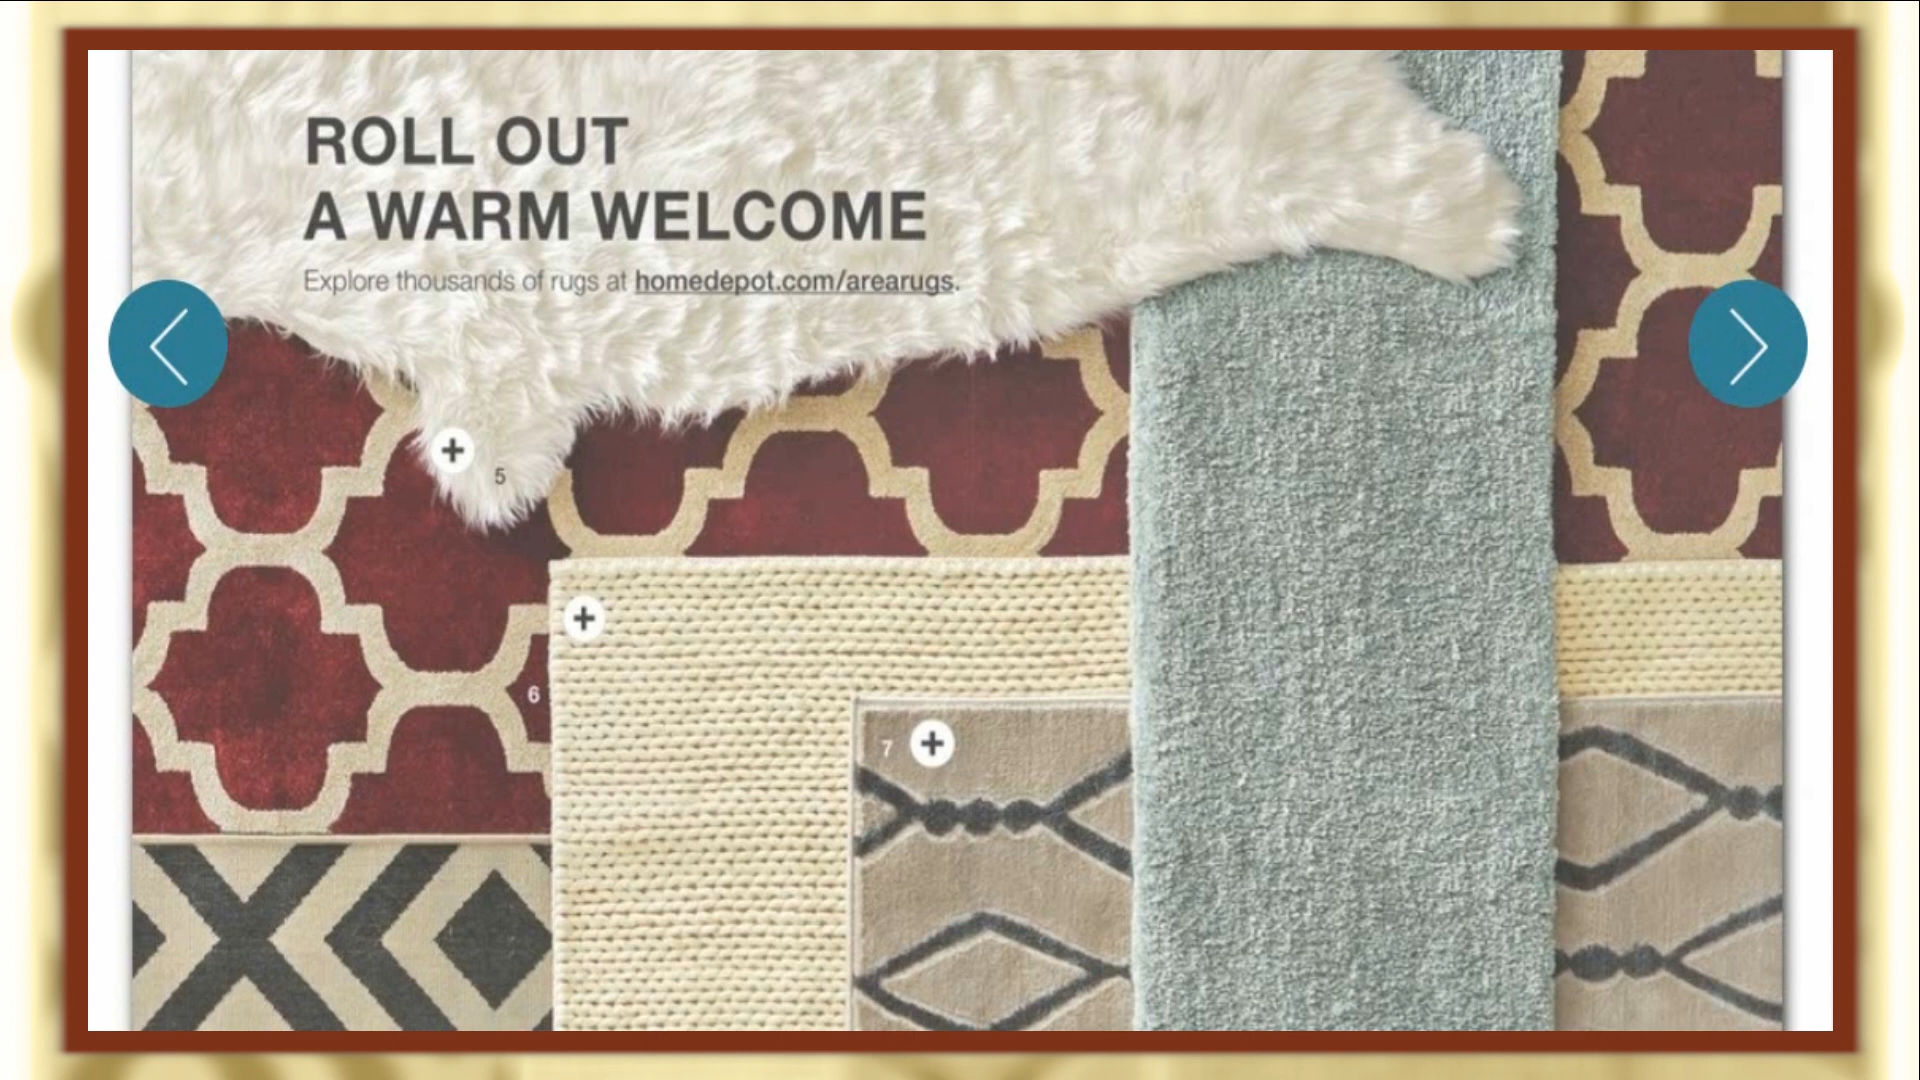 ROLL OUT
A WARM WELCOME
Explore thousands of rugs at homedepot.com/arearugs.
5
6
7